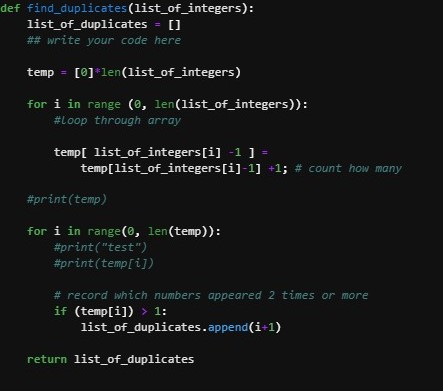 def find_duplicates(list_of_integers):
list_of_duplicates = []
## write your code here
temp = [0]*len(list_of_integers)
for i in range (0, len(list_of_integers)):
#Loop through array
temp[ list_of_integers[i] -1 ] =
temp[list_of_integers[i]-1] +1; # count how many
#print(temp)
for i in range(0, len(temp)):
#print("test")
#print(temp[i])
# record which numbers appeared 2 times or more
if (temp[i]) > 1:
list_of_duplicates.append(i+1)
return list_of_duplicates